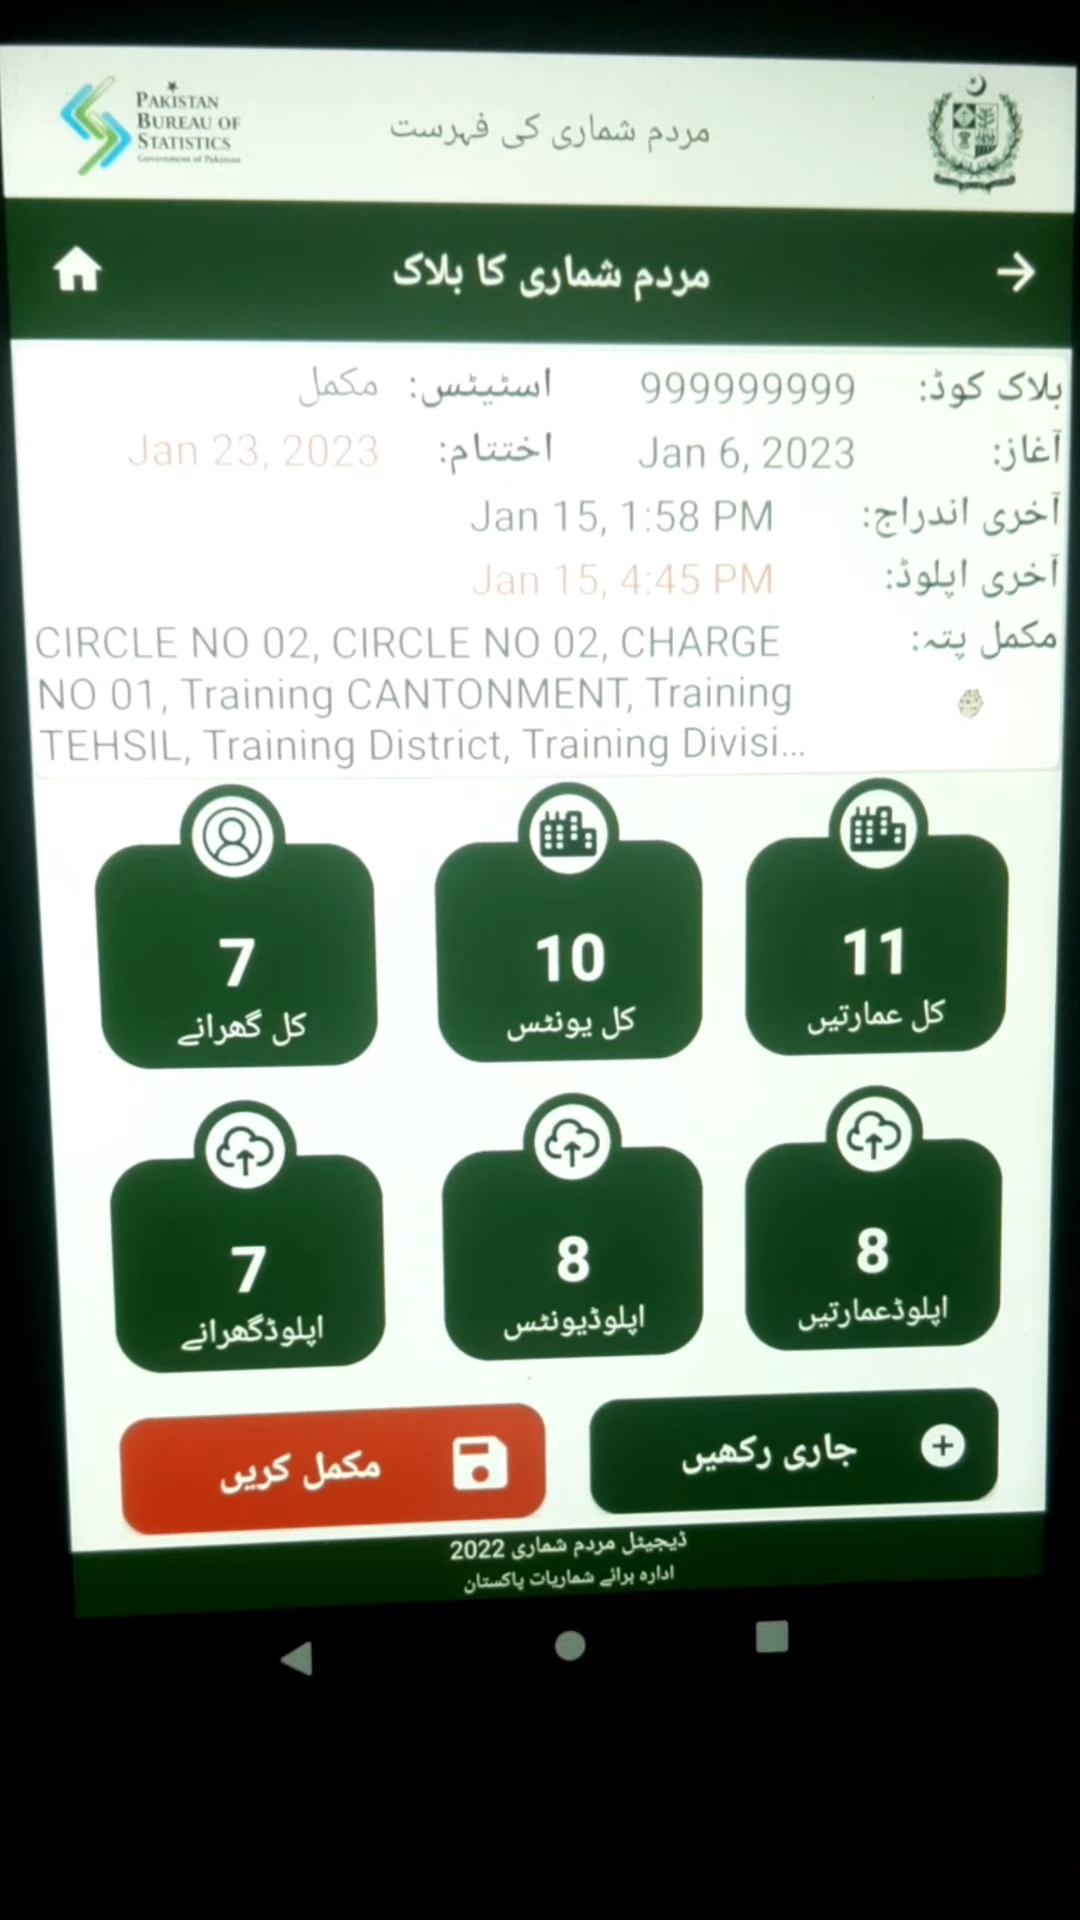 PAKISTAN
BUREAU OF
STATISTICS
Government of Pakistan
مردم شماری کی فہرست
مردم شماری کا بلاک
بلاک کوڈ: 999999999 اسٹیٹس: مکمل
آغاز: Jan 6, 2023 اختتام: Jan 23, 2023
آخری اندراج: Jan 15, 1:58 PM
آخری اپلوڈ: Jan 15, 4:45 PM
مکمل پتہ: CIRCLE NO 02, CIRCLE NO 02, CHARGE
NO 01, Training CANTONMENT, Training
TEHSIL, Training District, Training Divisi...
11 10 7
کل عمارتیں کل یونٹس کل گھرانے
8 8 7
اپلوڈعمارتیں اپلوڈیونٹس اپلوڈگھرانے
جاری رکھیں مکمل کریں
ڈیجیٹل مردم شماری 2022
ادارہ برائے شماریات پاکستان